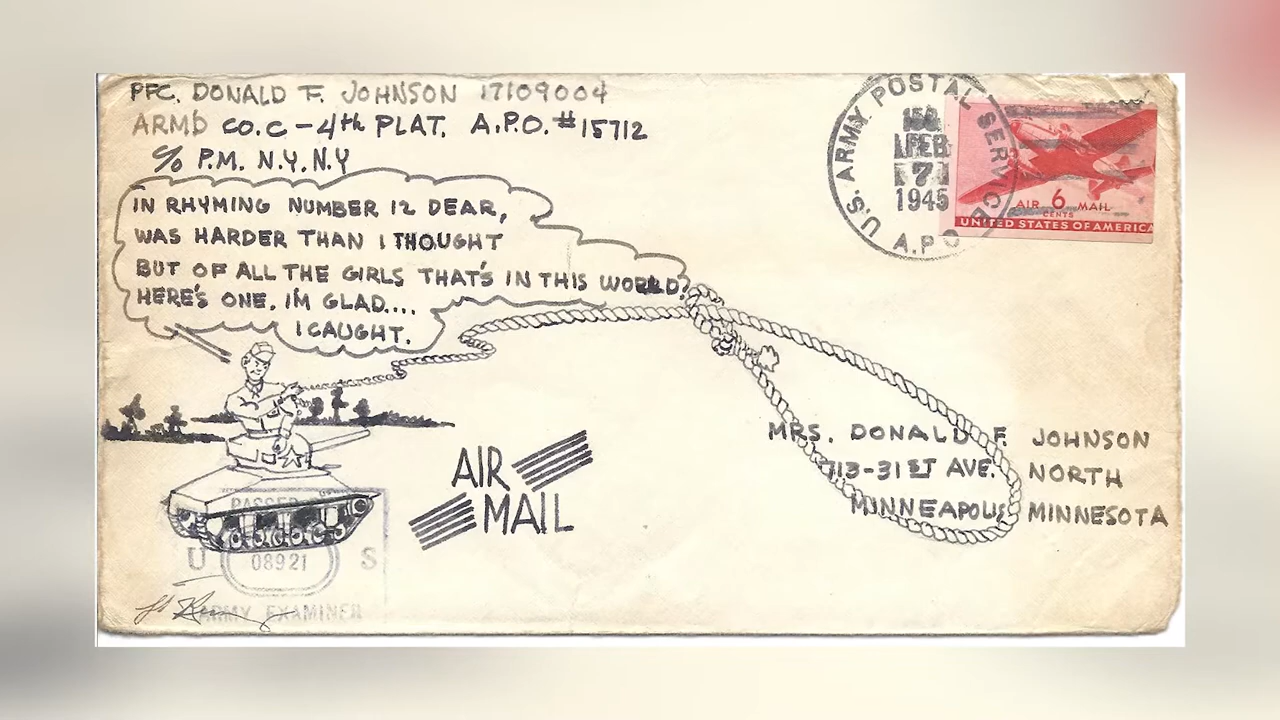 PFC. DONALD F. JOHNSON 17109004
ARMD CO.C-4th PLAT. A.P.O. #15712
c/o P.M. N.Y. N.Y
IN RHYMING NUMBER 12 DEAR,
WAS HARDER THAN I THOUGHT
BUT OF ALL THE GIRLS THAT'S IN THIS WORLD?
HERE'S ONE, I'M GLAD....
I CAUGHT.
U.S. ARMY POSTAL SERVICE
FEB
7
1945
A.P.O.
AIR 6 MAIL
CENTS
UNITED STATES OF AMERICA
MRS. DONALD F. JOHNSON
713-31ST AVE. NORTH
MINNEAPOLIS MINNESOTA
AIR
MAIL
PASSED
U 08921 S
ARMY EXAMINER